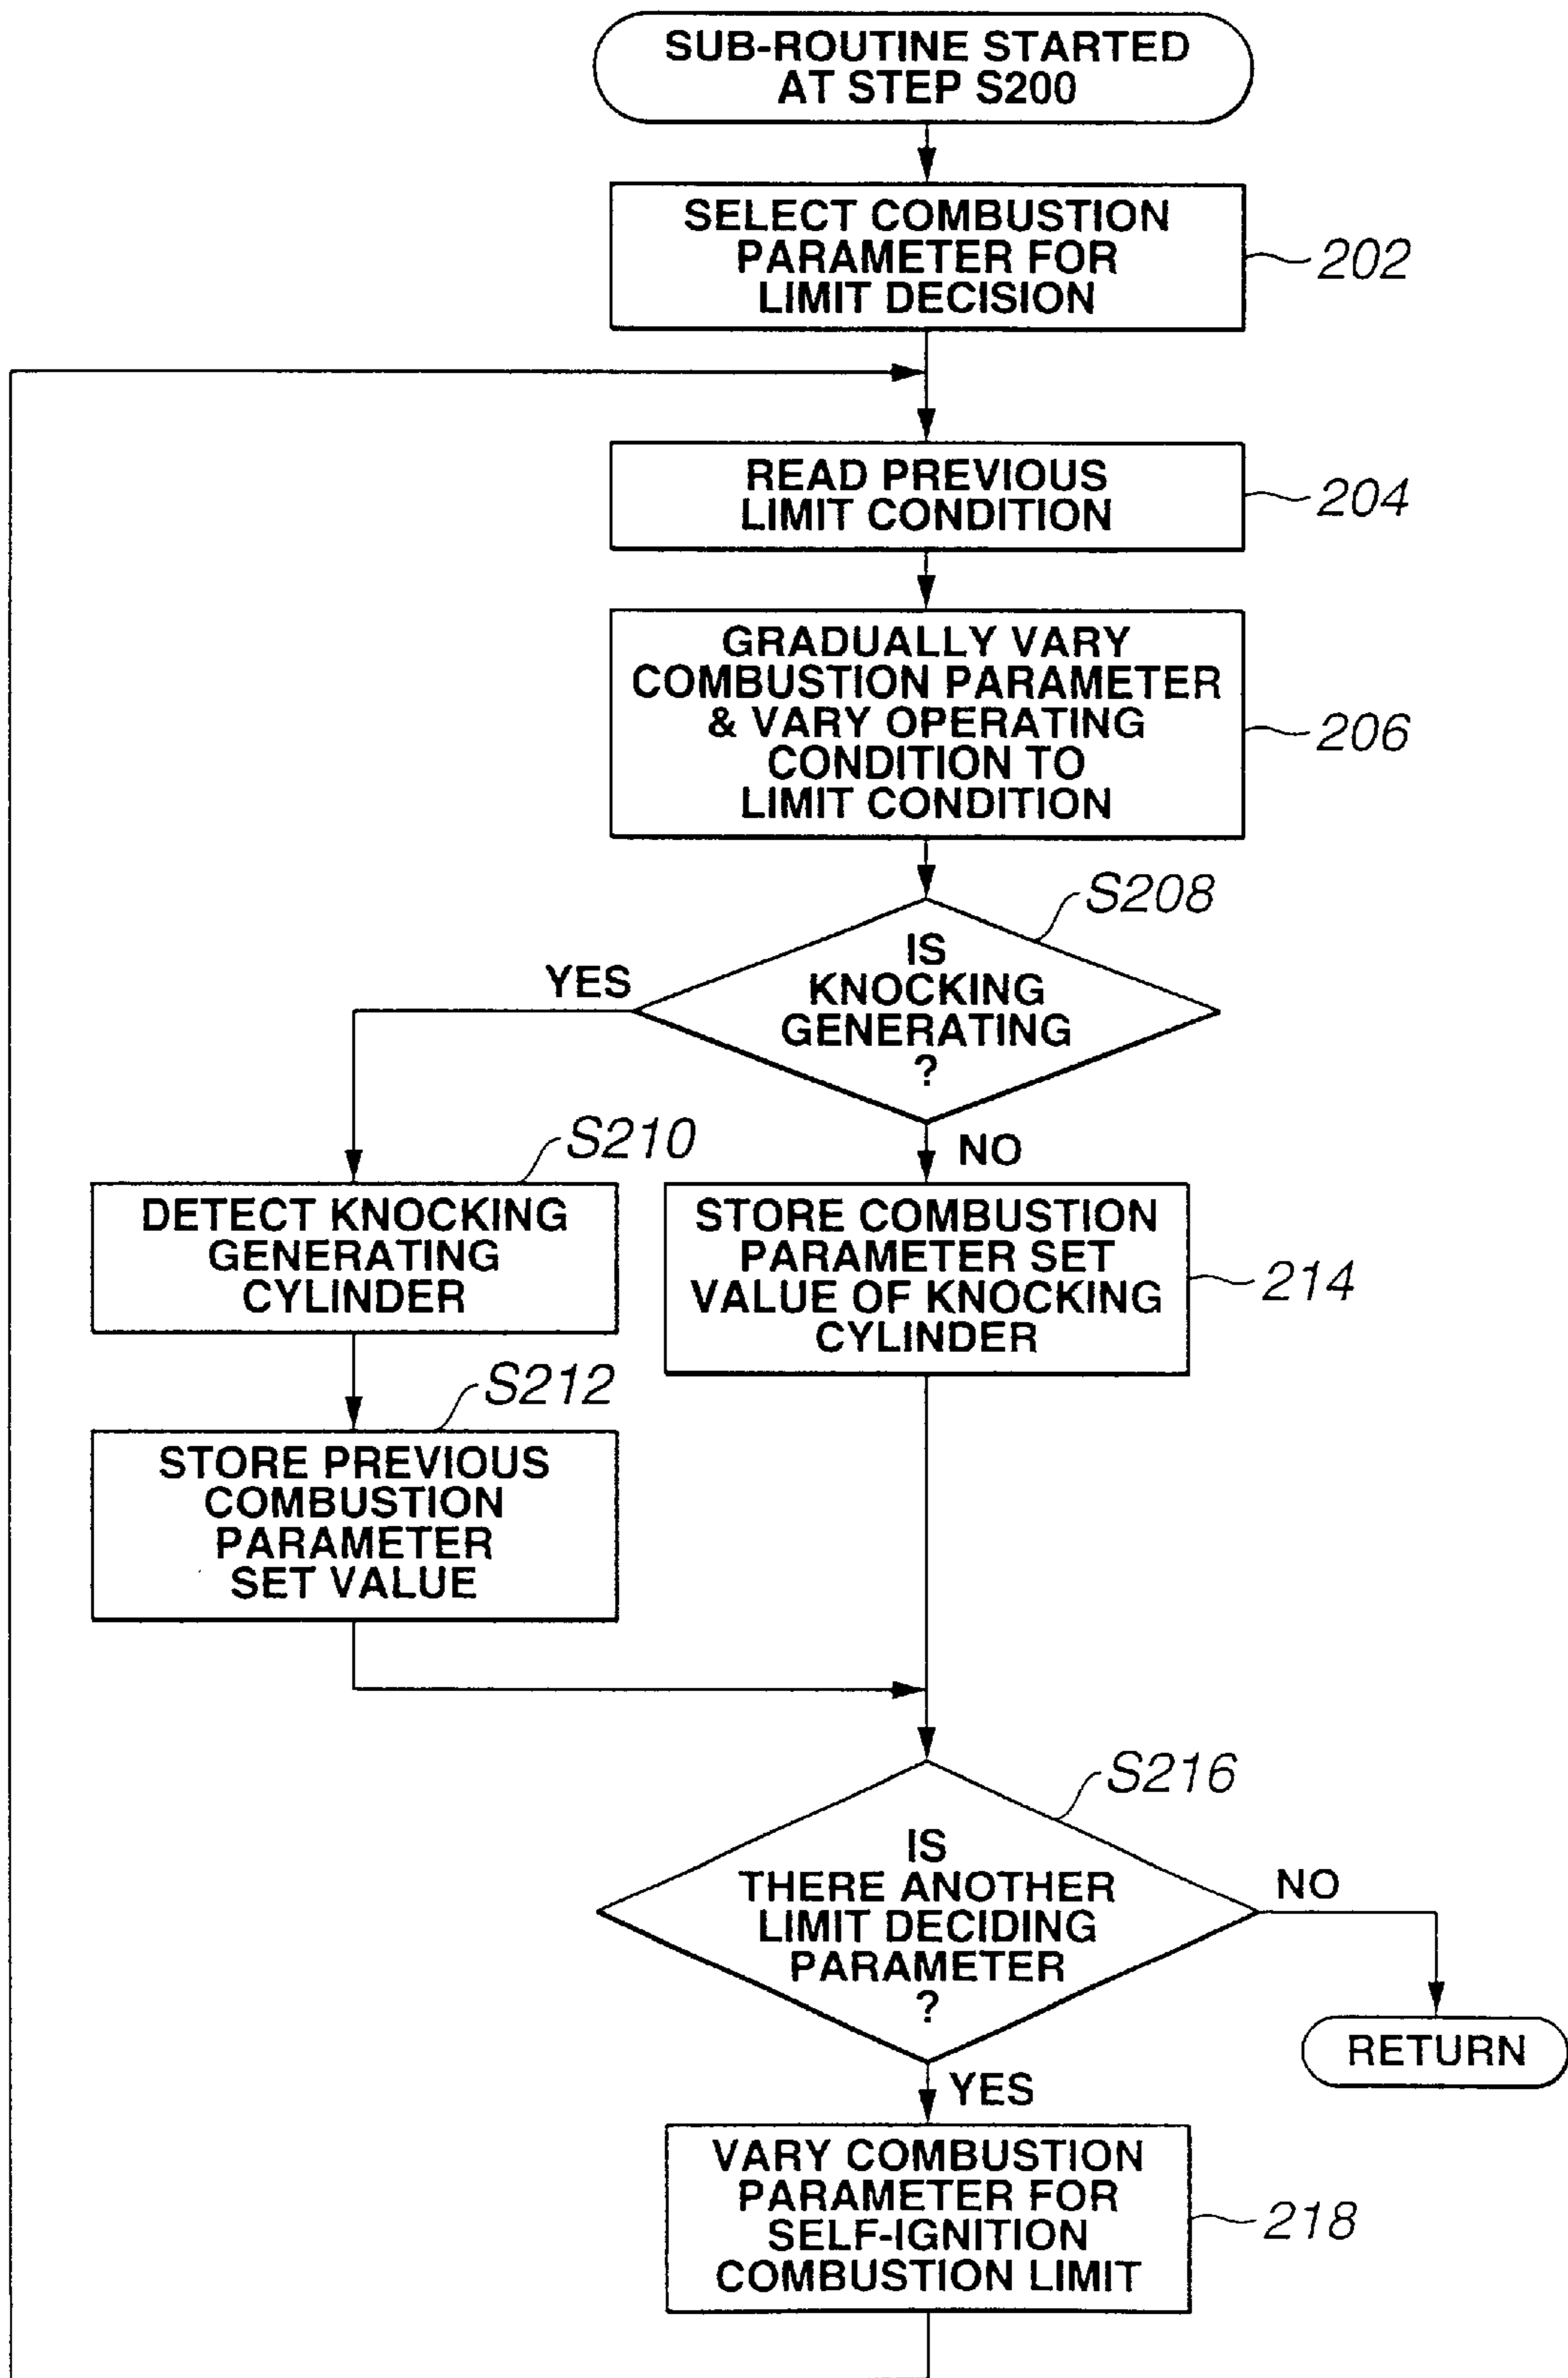 SUB-ROUTINE STARTED
AT STEP S200
SELECT COMBUSTION
PARAMETER FOR
LIMIT DECISION
202
READ PREVIOUS
LIMIT CONDITION
204
GRADUALLY VARY
COMBUSTION PARAMETER
& VARY OPERATING
CONDITION TO
LIMIT CONDITION
206
S208
IS
KNOCKING
GENERATING
?
YES
NO
S210
DETECT KNOCKING
GENERATING
CYLINDER
STORE COMBUSTION
PARAMETER SET
VALUE OF KNOCKING
CYLINDER
214
S212
STORE PREVIOUS
COMBUSTION
PARAMETER
SET VALUE
S216
IS
THERE ANOTHER
LIMIT DECIDING
PARAMETER
?
NO
RETURN
YES
VARY COMBUSTION
PARAMETER FOR
SELF-IGNITION
COMBUSTION LIMIT
218